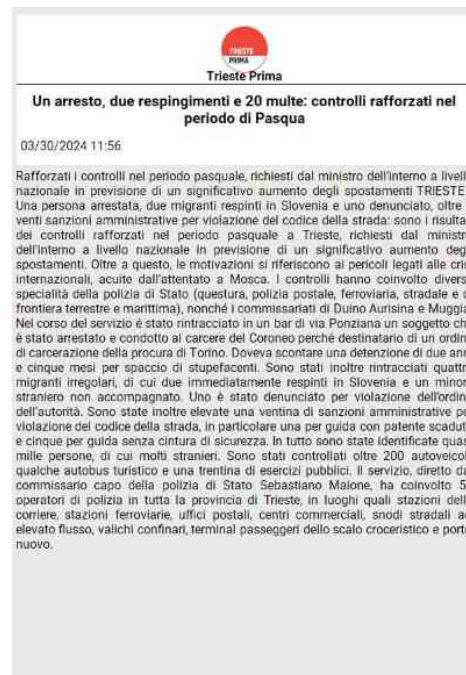 TRIESTE
PRIMA
Trieste Prima
Un arresto, due respingimenti e 20 multe: controlli rafforzati nel
periodo di Pasqua
03/30/2024 11:56
Rafforzati i controlli nel periodo pasquale, richiesti dal ministro dell'interno a livell
nazionale in previsione di un significativo aumento degli spostamenti TRIESTE
Una persona arrestata, due migranti respinti in Slovenia e uno denunciato, oltre
venti sanzioni amministrative per violazione del codice della strada: sono i risulta
dei controlli rafforzati nel periodo pasquale a Trieste, richiesti dal ministr
dell'interno a livello nazionale in previsione di un significativo aumento deg
spostamenti. Oltre a questo, le motivazioni si riferiscono ai pericoli legati alle cris
internazionali, acuite dall'attentato a Mosca. I controlli hanno coinvolto divers
specialità della polizia di Stato (questura, polizia postale, ferroviaria, stradale e d
frontiera terrestre e marittima), nonché i commissariati di Duino Aurisina e Muggia
Nel corso del servizio è stato rintracciato in un bar di via Ponziana un soggetto ch
è stato arrestato e condotto al carcere del Coroneo perché destinatario di un ordin
di carcerazione della procura di Torino. Doveva scontare una detenzione di due ann
e cinque mesi per spaccio di stupefacenti. Sono stati inoltre rintracciati quattr
migranti irregolari, di cui due immediatamente respinti in Slovenia e un minor
straniero non accompagnato. Uno è stato denunciato per violazione dell'ordin
dell'autorità. Sono state inoltre elevate una ventina di sanzioni amministrative pe
violazione del codice della strada, in particolare una per guida con patente scadut
e cinque per guida senza cintura di sicurezza. In tutto sono state identificate quas
mille persone, di cui molti stranieri. Sono stati controllati oltre 200 autoveicol
qualche autobus turistico e una trentina di esercizi pubblici. Il servizio, diretto da
commissario capo della polizia di Stato Sebastiano Maione, ha coinvolto 5
operatori di polizia in tutta la provincia di Trieste, in luoghi quali stazioni dell
corriere, stazioni ferroviarie, uffici postali, centri commerciali, snodi stradali ad
elevato flusso, valichi confinari, terminal passeggeri dello scalo croceristico e port
nuovo.